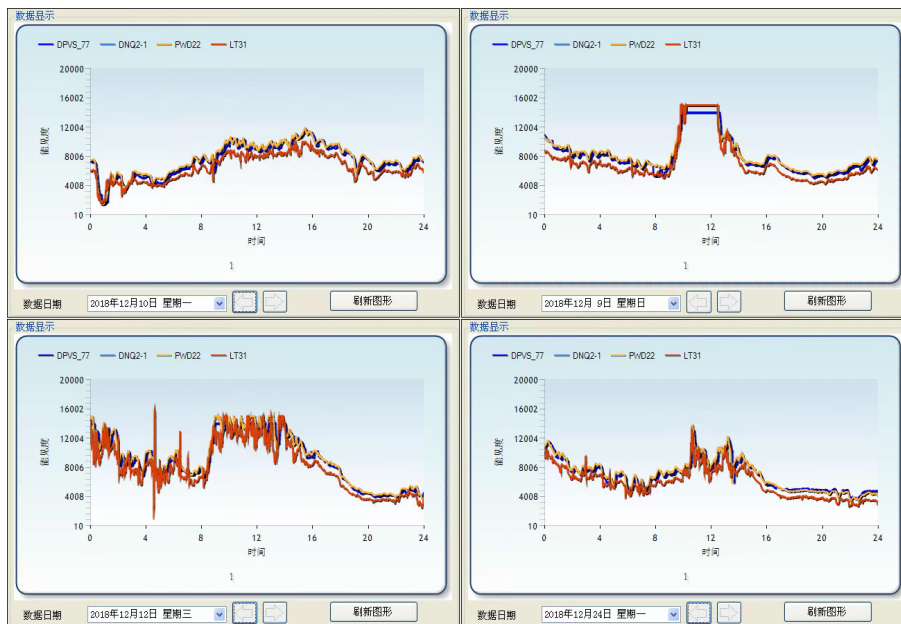 数据显示
DPVS_77 DNQ2-1 PWD22 LT31
20000
16002
12004
8006
4008
10
能见度
0 4 8 12 16 20 24
时间
1
数据日期 2018年12月10日 星期一 刷新图形
数据显示
DPVS_77 DNQ2-1 PWD22 LT31
20000
16002
12004
8006
4008
10
能见度
0 4 8 12 16 20 24
时间
1
数据日期 2018年12月 9日 星期日 刷新图形
数据显示
DPVS_77 DNQ2-1 PWD22 LT31
20000
16002
12004
8006
4008
10
能见度
0 4 8 12 16 20 24
时间
1
数据日期 2018年12月12日 星期三 刷新图形
数据显示
DPVS_77 DNQ2-1 PWD22 LT31
20000
16002
12004
8006
4008
10
能见度
0 4 8 12 16 20 24
时间
1
数据日期 2018年12月24日 星期一 刷新图形